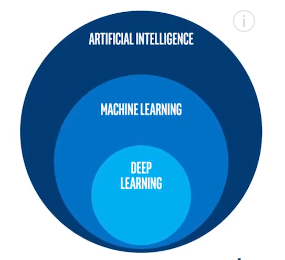 ARTIFICIAL INTELLIGENCE
MACHINE LEARNING
DEEP
LEARNING